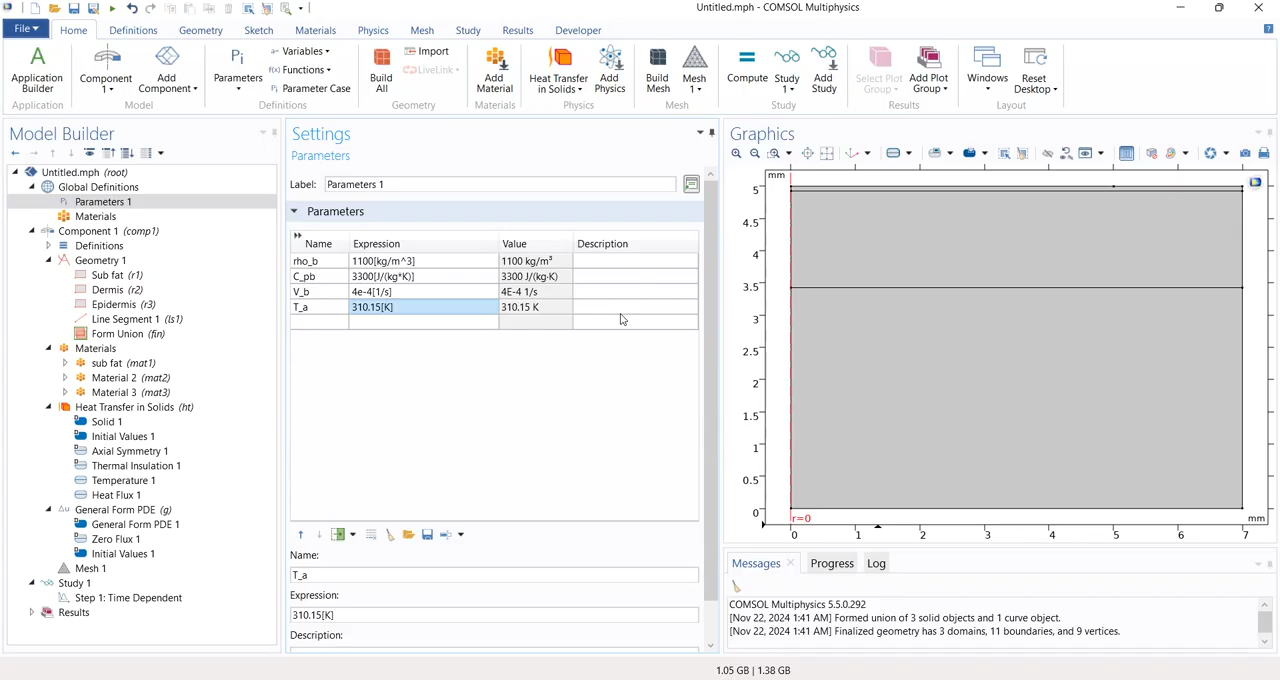 Untitled.mph - COMSOL Multiphysics
File
Home
Definitions
Geometry
Sketch
Materials
Physics
Mesh
Study
Results
Developer
Application Builder
Component 1
Add Component
Parameters
a= Variables
f(x) Functions
Pi Parameter Case
Build All
Import
LiveLink
Add Material
Heat Transfer in Solids
Add Physics
Build Mesh
Mesh 1
Compute
Study 1
Add Study
Select Plot Group
Add Plot Group
Windows
Reset Desktop
Application
Model
Definitions
Geometry
Materials
Physics
Mesh
Study
Results
Layout
Model Builder
Untitled.mph (root)
Global Definitions
Pi Parameters 1
Materials
Component 1 (comp1)
Definitions
Geometry 1
Sub fat (r1)
Dermis (r2)
Epidermis (r3)
Line Segment 1 (ls1)
Form Union (fin)
Materials
sub fat (mat1)
Material 2 (mat2)
Material 3 (mat3)
Heat Transfer in Solids (ht)
Solid 1
Initial Values 1
Axial Symmetry 1
Thermal Insulation 1
Temperature 1
Heat Flux 1
Δu General Form PDE (g)
General Form PDE 1
Zero Flux 1
Initial Values 1
Mesh 1
Study 1
Step 1: Time Dependent
Results
Settings
Parameters
Label: Parameters 1
Parameters
Name Expression Value Description
rho_b 1100[kg/m^3] 1100 kg/m³
C_pb 3300[J/(kg*K)] 3300 J/(kg·K)
V_b 4e-4[1/s] 4E-4 1/s
T_a 310.15[K] 310.15 K
Name:
T_a
Expression:
310.15[K]
Description:
Graphics
mm
5
4.5
4
3.5
3
2.5
2
1.5
1
0.5
0
r=0
mm
0 1 2 3 4 5 6 7
Messages
Progress
Log
COMSOL Multiphysics 5.5.0.292
[Nov 22, 2024 1:41 AM] Formed union of 3 solid objects and 1 curve object.
[Nov 22, 2024 1:41 AM] Finalized geometry has 3 domains, 11 boundaries, and 9 vertices.
1.05 GB | 1.38 GB